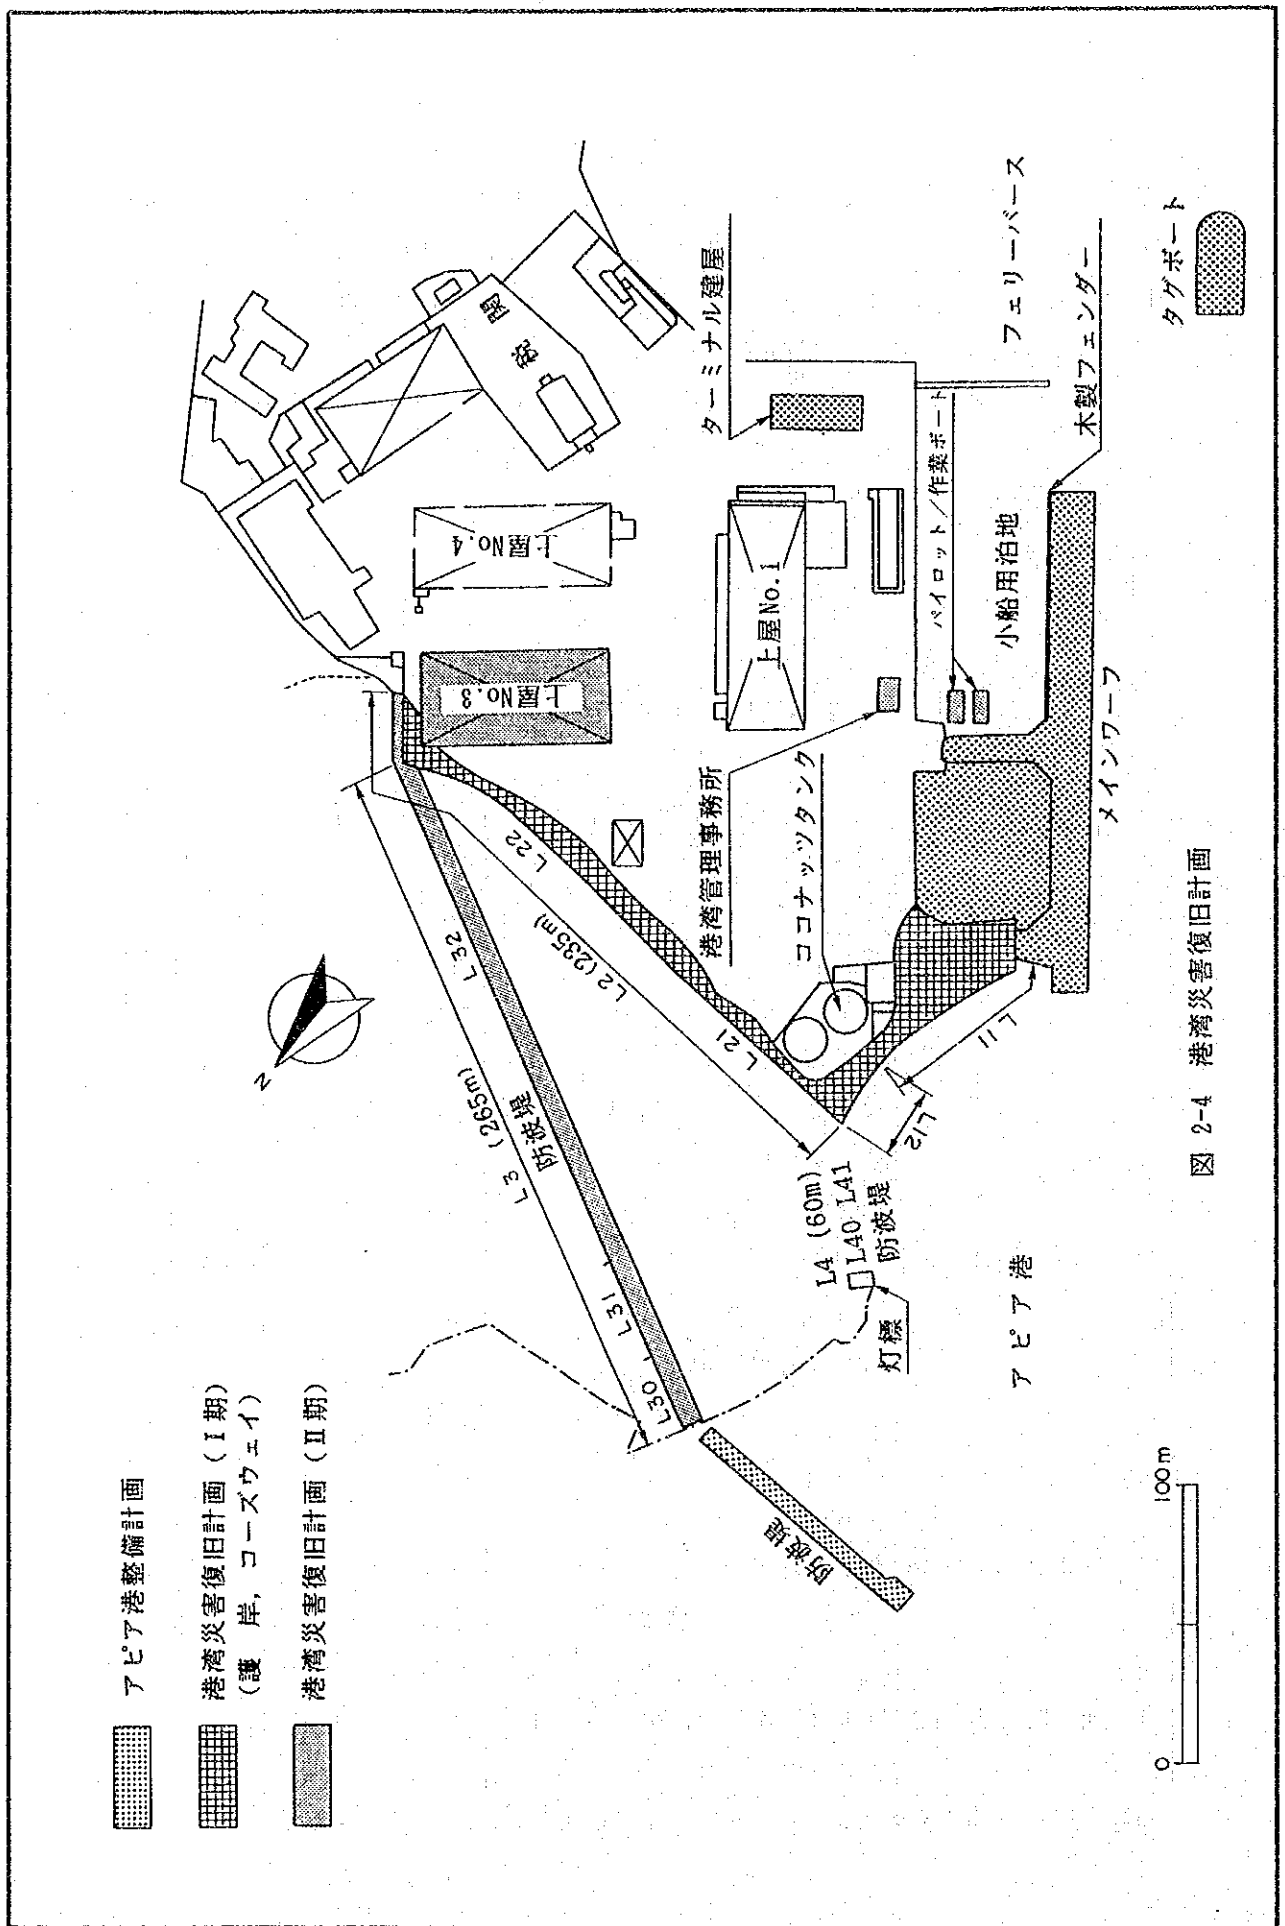 アピア港整備計画
港湾災害復旧計画(Ⅰ期)
(護岸,コーズウェイ)
港湾災害復旧計画(Ⅱ期)
N
L3 (265m)
防波堤
L30
L31
L32
防波堤
L2 (235m)
L21
L22
L11
L12
L4 (60m)
L40 L41
防波堤
灯標
アピア港
税関
上屋No.4
上屋No.3
上屋No.1
ターミナル建屋
港湾管理事務所
ココナッツタンク
パイロット/作業ボート
小船用泊地
フェリーバース
木製フェンダー
メインワーフ
タグボート
0
100m
図 2-4 港湾災害復旧計画